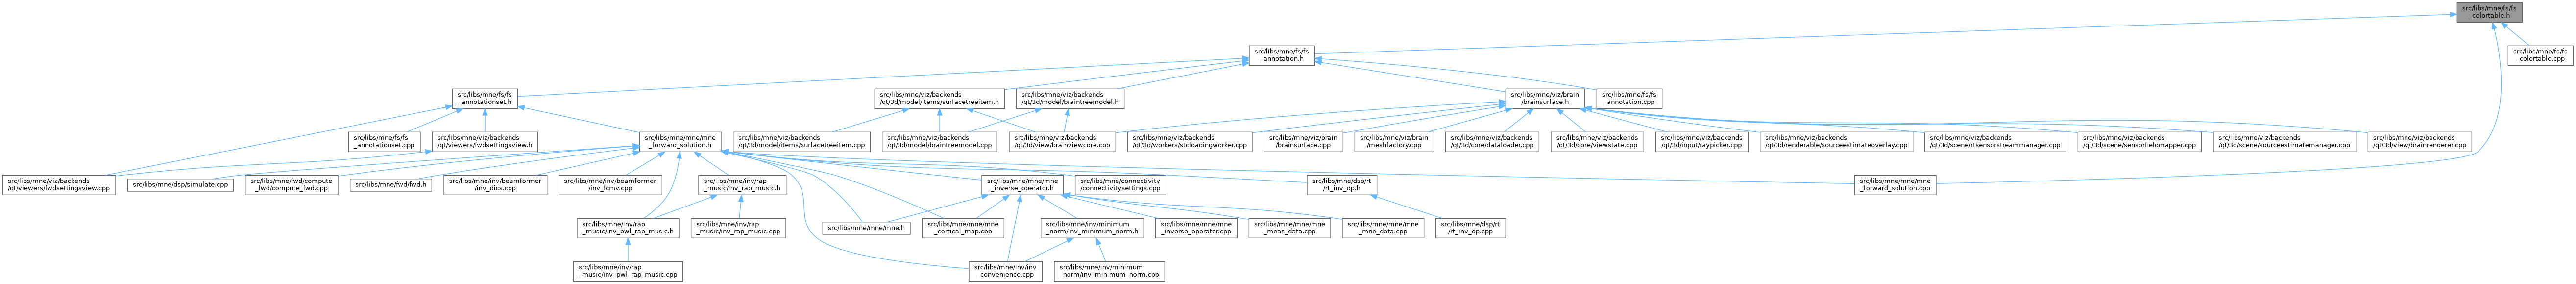 src/libs/mne/fs/fs
_colortable.h
src/libs/mne/fs/fs
_annotation.h
src/libs/mne/fs/fs
_colortable.cpp
src/libs/mne/fs/fs
_annotationset.h
src/libs/mne/viz/backends
/qt/3d/model/items/surfacetreeitem.h
src/libs/mne/viz/backends
/qt/3d/model/braintreemodel.h
src/libs/mne/viz/brain
/brainsurface.h
src/libs/mne/fs/fs
_annotation.cpp
src/libs/mne/fs/fs
_annotationset.cpp
src/libs/mne/viz/backends
/qt/viewers/fwdsettingsview.h
src/libs/mne/mne/mne
_forward_solution.h
src/libs/mne/viz/backends
/qt/3d/model/items/surfacetreeitem.cpp
src/libs/mne/viz/backends
/qt/3d/model/braintreemodel.cpp
src/libs/mne/viz/backends
/qt/3d/view/brainviewcore.cpp
src/libs/mne/viz/backends
/qt/3d/workers/stcloadingworker.cpp
src/libs/mne/viz/brain
/brainsurface.cpp
src/libs/mne/viz/brain
/meshfactory.cpp
src/libs/mne/viz/backends
/qt/3d/core/dataloader.cpp
src/libs/mne/viz/backends
/qt/3d/core/viewstate.cpp
src/libs/mne/viz/backends
/qt/3d/input/raypicker.cpp
src/libs/mne/viz/backends
/qt/3d/renderable/sourceestimateoverlay.cpp
src/libs/mne/viz/backends
/qt/3d/scene/rtsensorstreammanager.cpp
src/libs/mne/viz/backends
/qt/3d/scene/sensorfieldmapper.cpp
src/libs/mne/viz/backends
/qt/3d/scene/sourceestimatemanager.cpp
src/libs/mne/viz/backends
/qt/3d/view/brainrenderer.cpp
src/libs/mne/viz/backends
/qt/viewers/fwdsettingsview.cpp
src/libs/mne/dsp/simulate.cpp
src/libs/mne/fwd/compute
_fwd/compute_fwd.cpp
src/libs/mne/fwd/fwd.h
src/libs/mne/inv/beamformer
/inv_dics.cpp
src/libs/mne/inv/beamformer
/inv_lcmv.cpp
src/libs/mne/inv/rap
_music/inv_rap_music.h
src/libs/mne/mne/mne
_inverse_operator.h
src/libs/mne/connectivity
/connectivitysettings.cpp
src/libs/mne/dsp/rt
/rt_inv_op.h
src/libs/mne/mne/mne
_forward_solution.cpp
src/libs/mne/inv/rap
_music/inv_pwl_rap_music.h
src/libs/mne/inv/rap
_music/inv_rap_music.cpp
src/libs/mne/mne/mne.h
src/libs/mne/mne/mne
_cortical_map.cpp
src/libs/mne/inv/minimum
_norm/inv_minimum_norm.h
src/libs/mne/mne/mne
_inverse_operator.cpp
src/libs/mne/mne/mne
_meas_data.cpp
src/libs/mne/mne/mne
_mne_data.cpp
src/libs/mne/dsp/rt
/rt_inv_op.cpp
src/libs/mne/inv/rap
_music/inv_pwl_rap_music.cpp
src/libs/mne/inv/inv
_convenience.cpp
src/libs/mne/inv/minimum
_norm/inv_minimum_norm.cpp